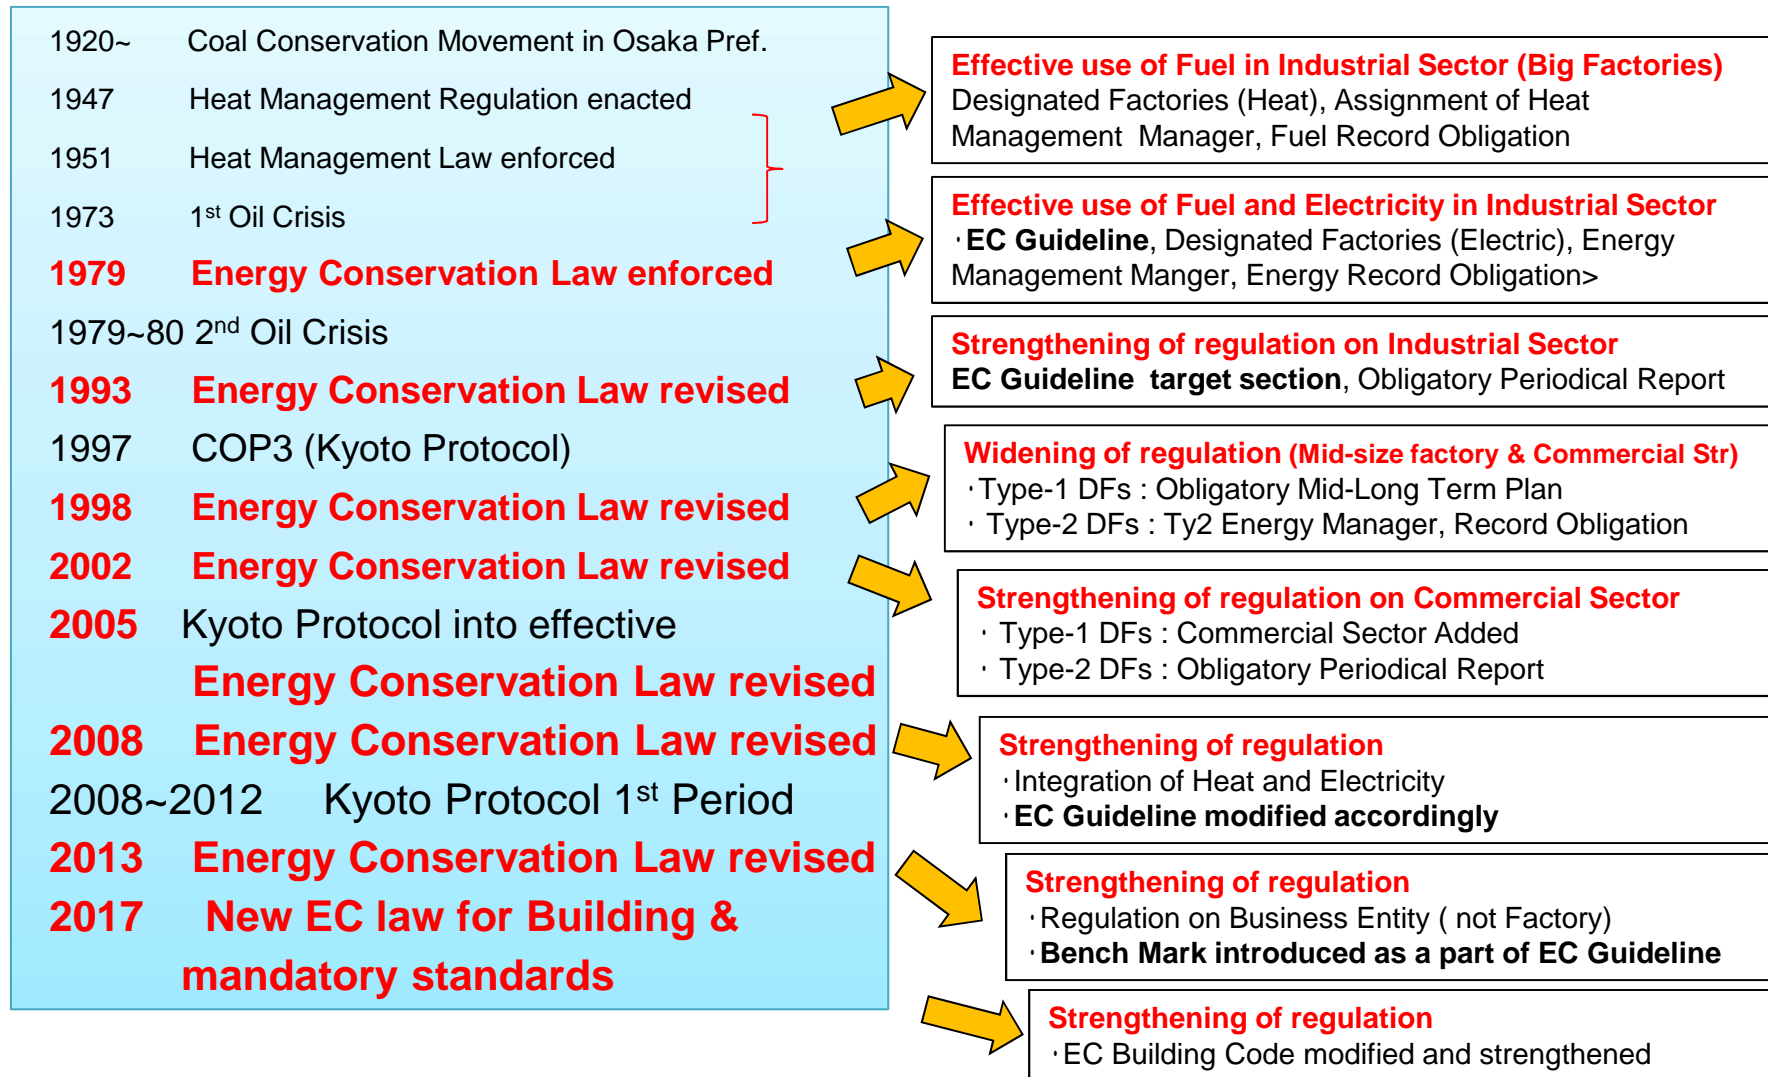 1920~ Coal Conservation Movement in Osaka Pref.
1947 Heat Management Regulation enacted
1951 Heat Management Law enforced
1973 1st Oil Crisis
1979 Energy Conservation Law enforced
1979~80 2nd Oil Crisis
1993 Energy Conservation Law revised
1997 COP3 (Kyoto Protocol)
1998 Energy Conservation Law revised
2002 Energy Conservation Law revised
2005 Kyoto Protocol into effective
Energy Conservation Law revised
2008 Energy Conservation Law revised
2008~2012 Kyoto Protocol 1st Period
2013 Energy Conservation Law revised
2017 New EC law for Building &
mandatory standards
Effective use of Fuel in Industrial Sector (Big Factories)
Designated Factories (Heat), Assignment of Heat
Management Manager, Fuel Record Obligation
Effective use of Fuel and Electricity in Industrial Sector
・EC Guideline, Designated Factories (Electric), Energy
Management Manger, Energy Record Obligation>
Strengthening of regulation on Industrial Sector
EC Guideline target section, Obligatory Periodical Report
Widening of regulation (Mid-size factory & Commercial Str)
・Type-1 DFs : Obligatory Mid-Long Term Plan
・Type-2 DFs : Ty2 Energy Manager, Record Obligation
Strengthening of regulation on Commercial Sector
・Type-1 DFs : Commercial Sector Added
・Type-2 DFs : Obligatory Periodical Report
Strengthening of regulation
・Integration of Heat and Electricity
・EC Guideline modified accordingly
Strengthening of regulation
・Regulation on Business Entity ( not Factory)
・Bench Mark introduced as a part of EC Guideline
Strengthening of regulation
・EC Building Code modified and strengthened